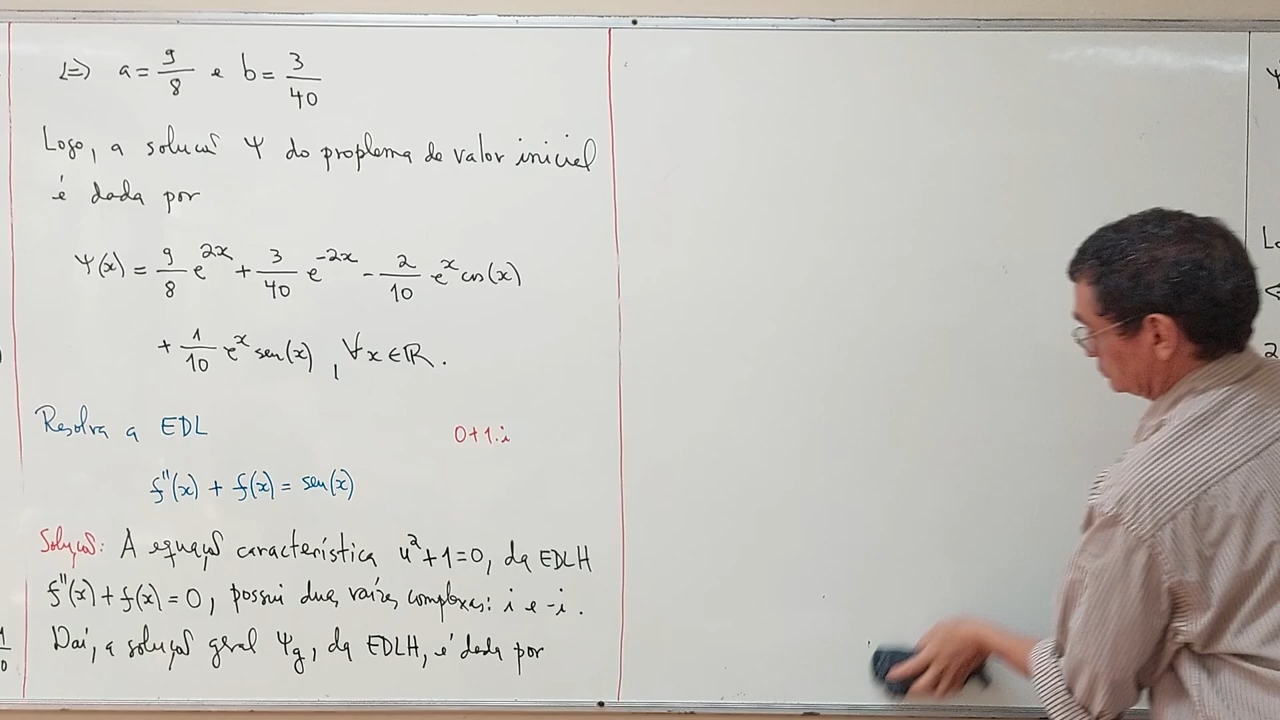 ⇔ a = 9/8 e b = 3/40
Logo, a solução Ψ do proplema de valor inicial
é dada por
Ψ(x) = 9/8 e^{2x} + 3/40 e^{-2x} - 2/10 e^x cos(x)
+ 1/10 e^x sen(x), ∀x∈ℝ.
Resolva a EDL
0+1.i
f''(x) + f(x) = sen(x)
Solução: A equação característica u²+1=0, da EDLH
f''(x)+f(x)=0, possui duas raízes complexas: i e -i.
Daí, a solução geral Ψg, da EDLH, é dada por